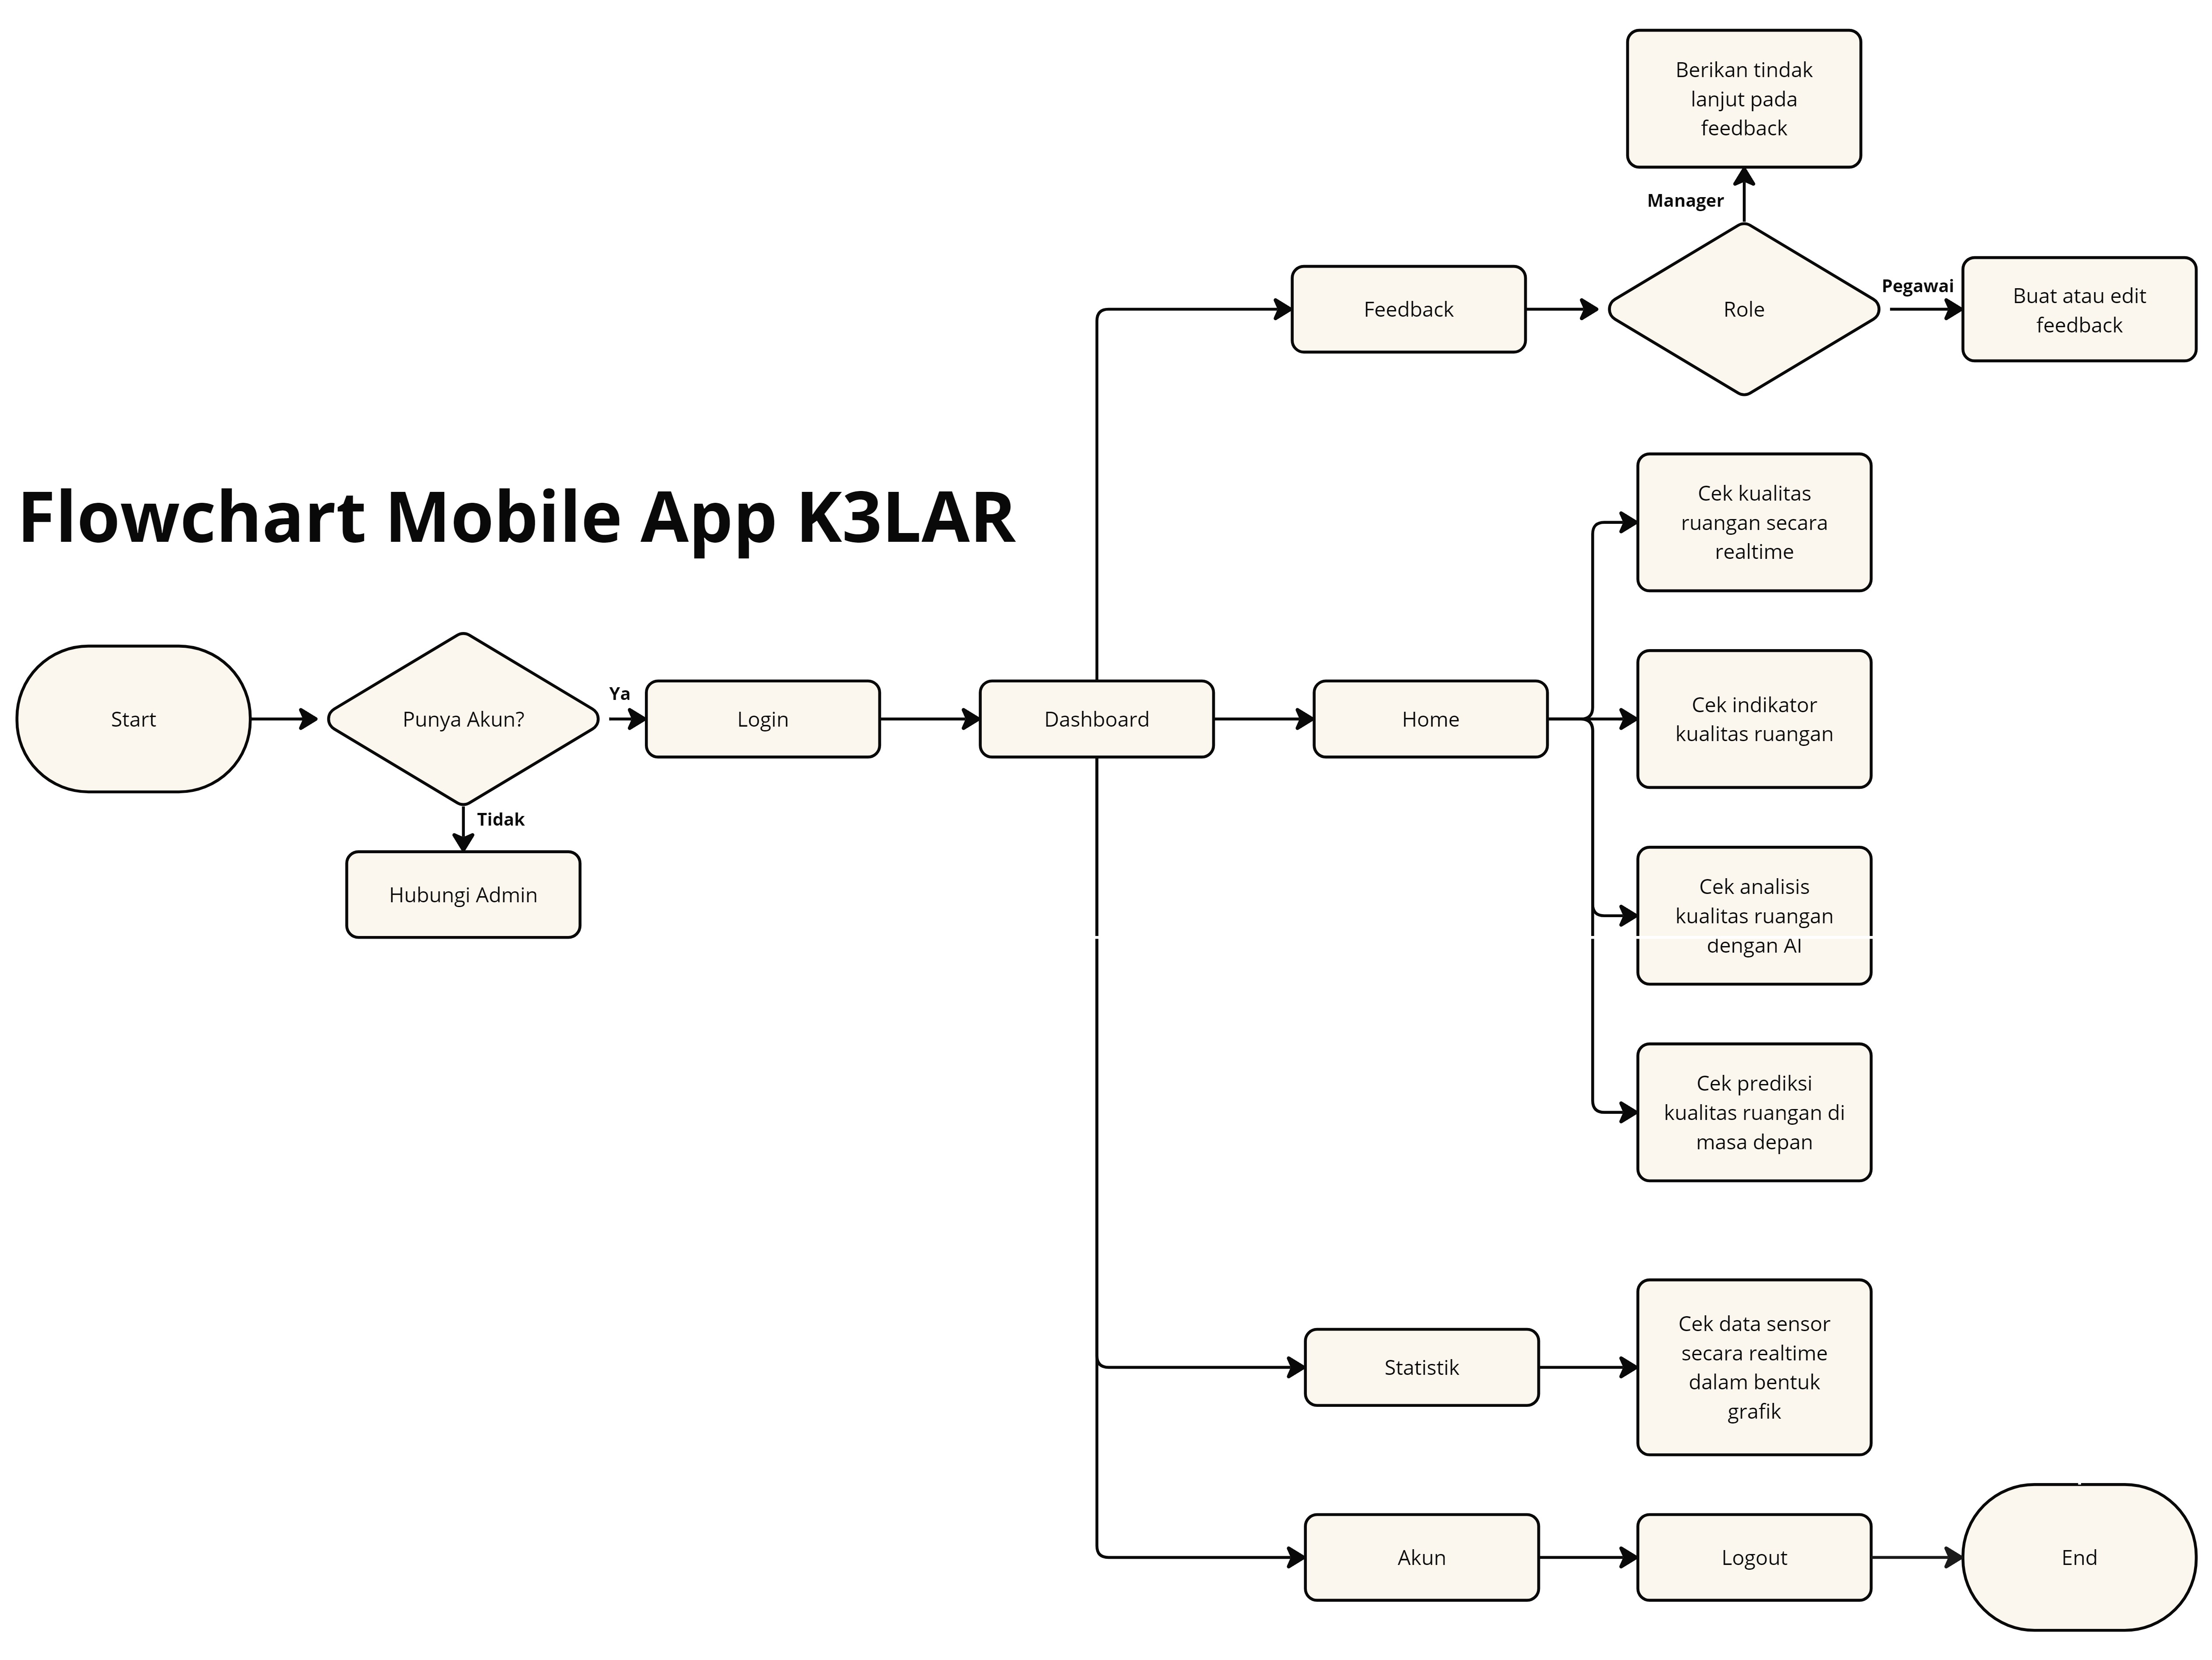 Berikan tindak
lanjut pada
feedback
Manager
Feedback
Role
Pegawai
Buat atau edit
feedback
Flowchart Mobile App K3LAR
Cek kualitas
ruangan secara
realtime
Start
Punya Akun?
Ya
Login
Dashboard
Home
Cek indikator
kualitas ruangan
Tidak
Hubungi Admin
Cek analisis
kualitas ruangan
dengan AI
Cek prediksi
kualitas ruangan di
masa depan
Statistik
Cek data sensor
secara realtime
dalam bentuk
grafik
Akun
Logout
End